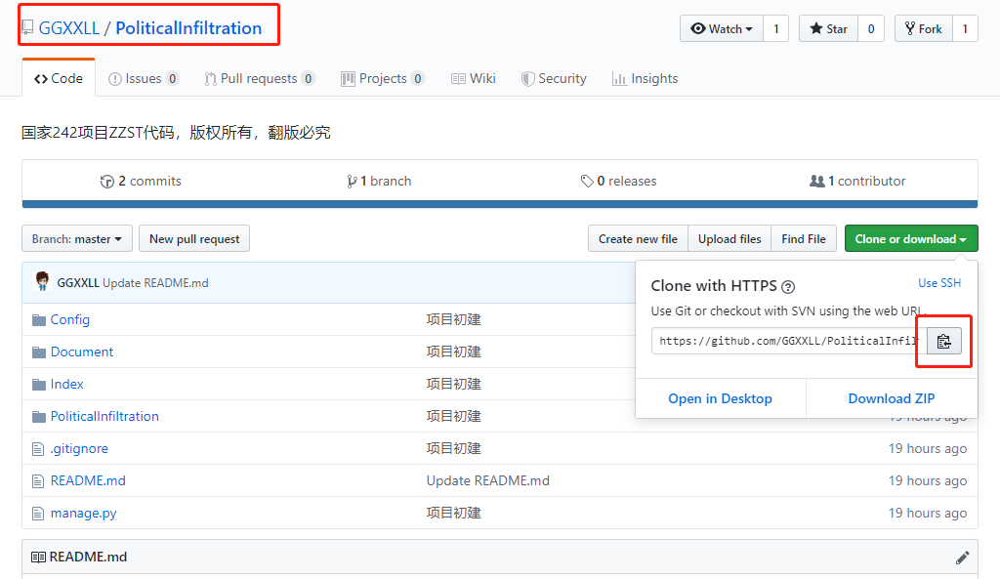 GGXXLL / PoliticalInfiltration
Watch 1 Star 0 Fork 1
Code Issues 0 Pull requests 0 Projects 0 Wiki Security Insights
国家242项目ZZST代码，版权所有，翻版必究
2 commits 1 branch 0 releases 1 contributor
Branch: master New pull request Create new file Upload files Find File Clone or download
GGXXLL Update README.md
Clone with HTTPS Use SSH
Use Git or checkout with SVN using the web URL.
https://github.com/GGXXLL/PoliticalInfilt
Open in Desktop Download ZIP
Config 项目初建
Document 项目初建
Index 项目初建
PoliticalInfiltration 项目初建 19 hours ago
.gitignore 项目初建 19 hours ago
README.md Update README.md 19 hours ago
manage.py 项目初建 19 hours ago
README.md